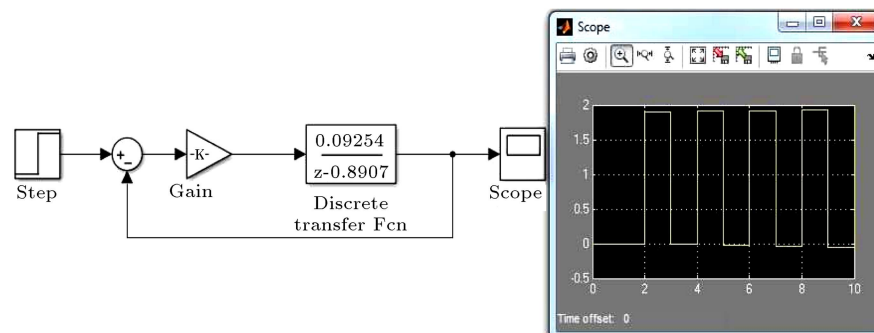 Scope
0.09254
z-0.8907
+
-
-K-
Step
Gain
Discrete
transfer Fcn
Scope
2
1.5
1
0.5
0
-0.5
0 2 4 6 8 10
Time offset: 0